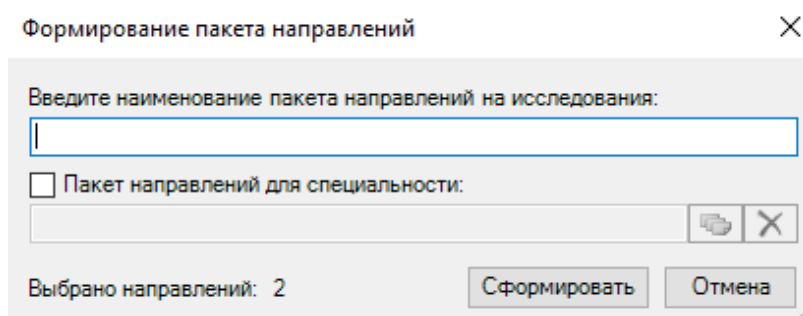 Формирование пакета направлений
Введите наименование пакета направлений на исследования:
Пакет направлений для специальности:
Выбрано направлений: 2
Сформировать
Отмена